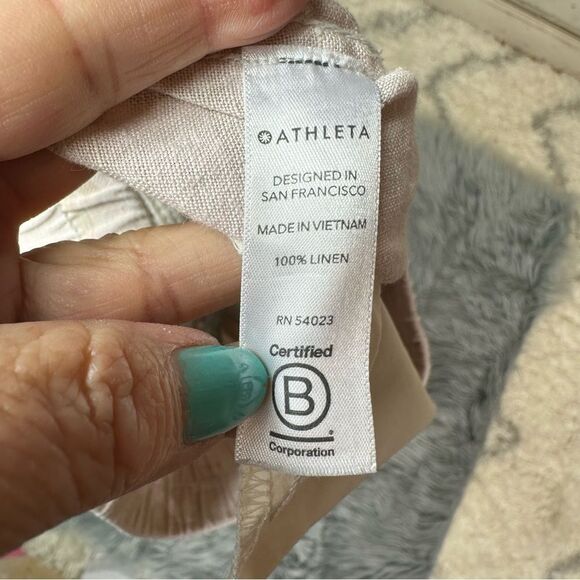 ATHLETA
DESIGNED IN
SAN FRANCISCO
MADE IN VIETNAM
100% LINEN
RN 54023
Certified
B
Corporation